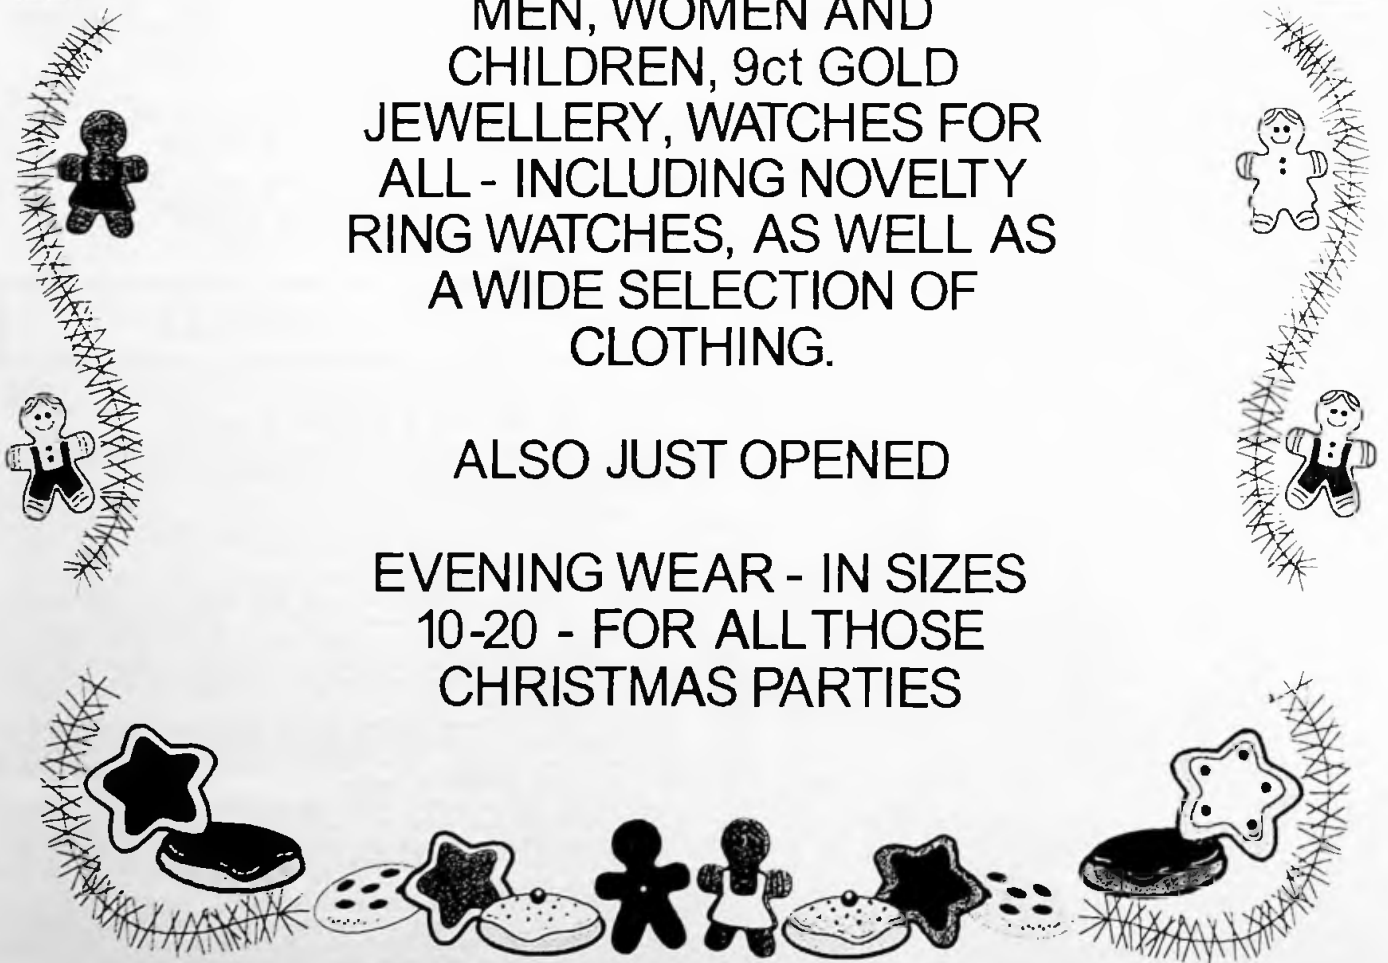 MEN, WOMEN AND
CHILDREN, 9ct GOLD
JEWELLERY, WATCHES FOR
ALL - INCLUDING NOVELTY
RING WATCHES, AS WELL AS
A WIDE SELECTION OF
CLOTHING.
ALSO JUST OPENED
EVENING WEAR - IN SIZES
10-20 - FOR ALL THOSE
CHRISTMAS PARTIES